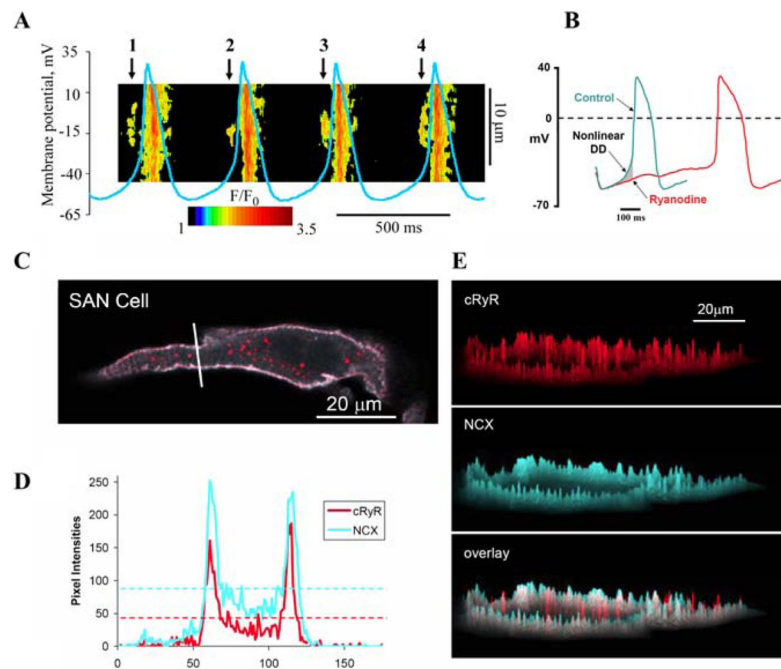 A
Membrane potential, mV
35
10
-15
-40
-65
1
2
3
4
10 μm
F/F0
1
3.5
500 ms
B
40
0
mV
-70
Control
Nonlinear
DD
Ryanodine
100 ms
C
SAN Cell
20 μm
D
Pixel Intensities
250
200
150
100
50
0
cRyR
NCX
0
50
100
150
E
cRyR
20μm
NCX
overlay